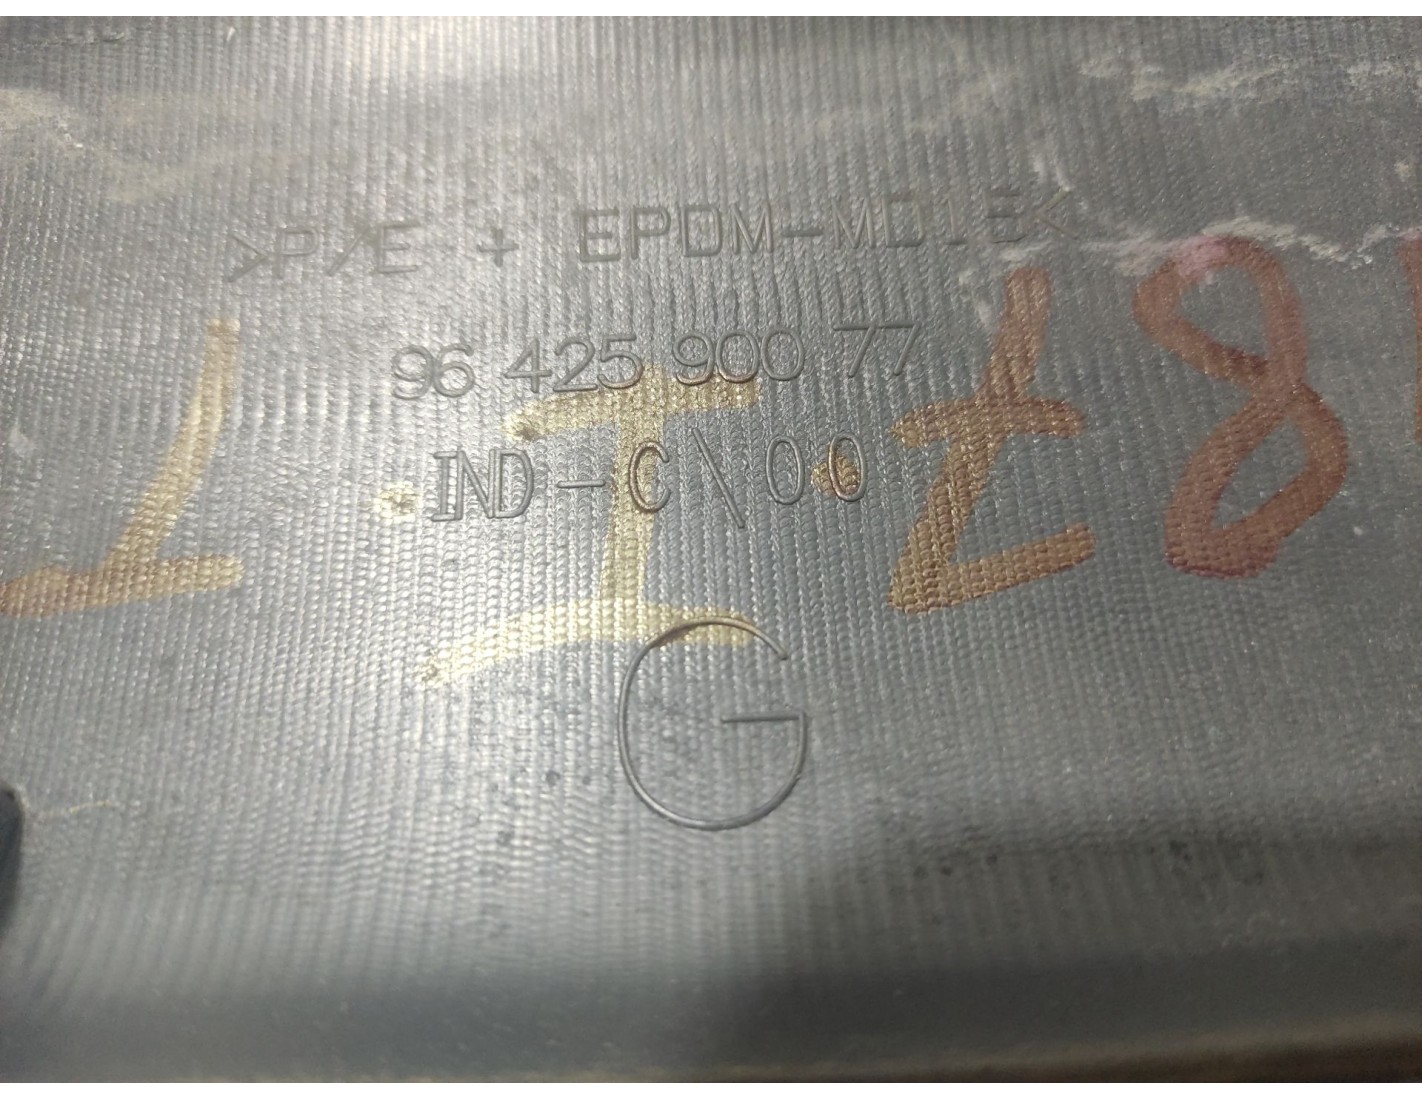 >P/E + EPDM-MD15<
96 425 900 77
IND-C\00
G